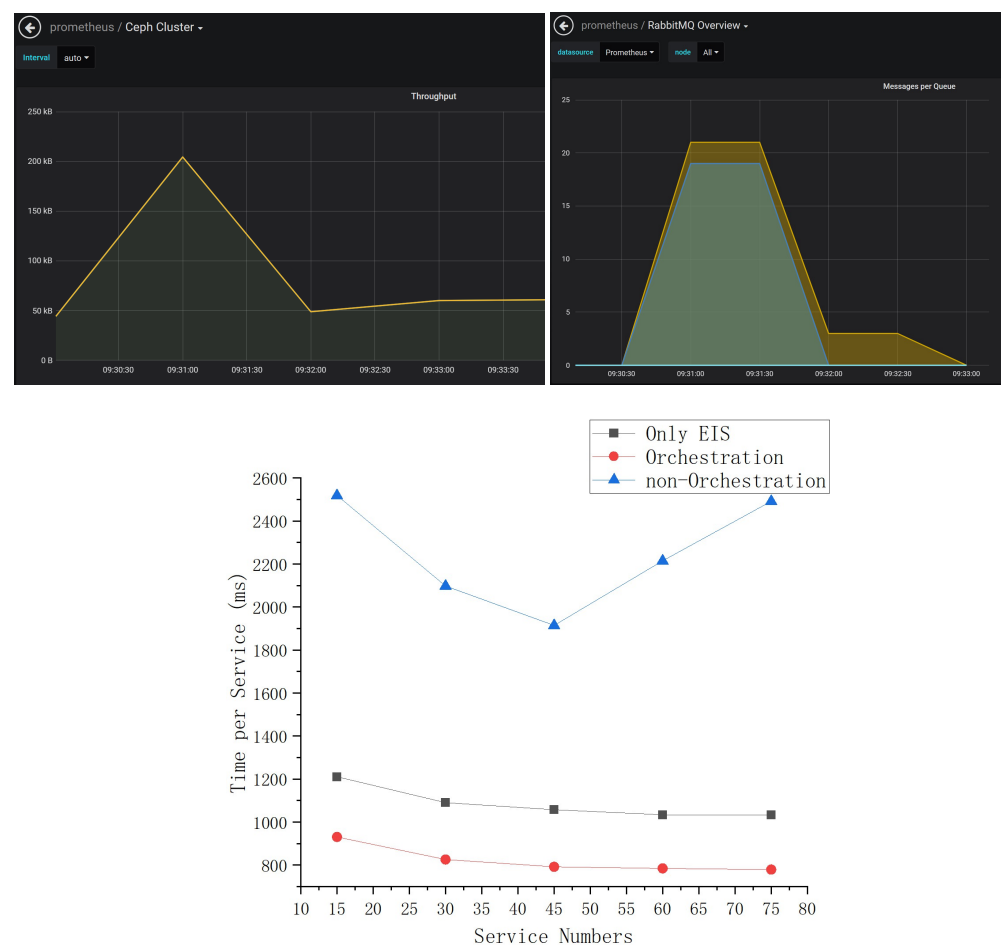 prometheus / Ceph Cluster
Interval auto
Throughput
250 kB
200 kB
150 kB
100 kB
50 kB
0 B
09:30:30 09:31:00 09:31:30 09:32:00 09:32:30 09:33:00 09:33:30
prometheus / RabbitMQ Overview
datasource Prometheus node All
Messages per Queue
25
20
15
10
5
0
09:30:30 09:31:00 09:31:30 09:32:00 09:32:30 09:33:00
Only EIS
Orchestration
non-Orchestration
Time per Service (ms)
2600
2400
2200
2000
1800
1600
1400
1200
1000
800
10 15 20 25 30 35 40 45 50 55 60 65 70 75 80
Service Numbers